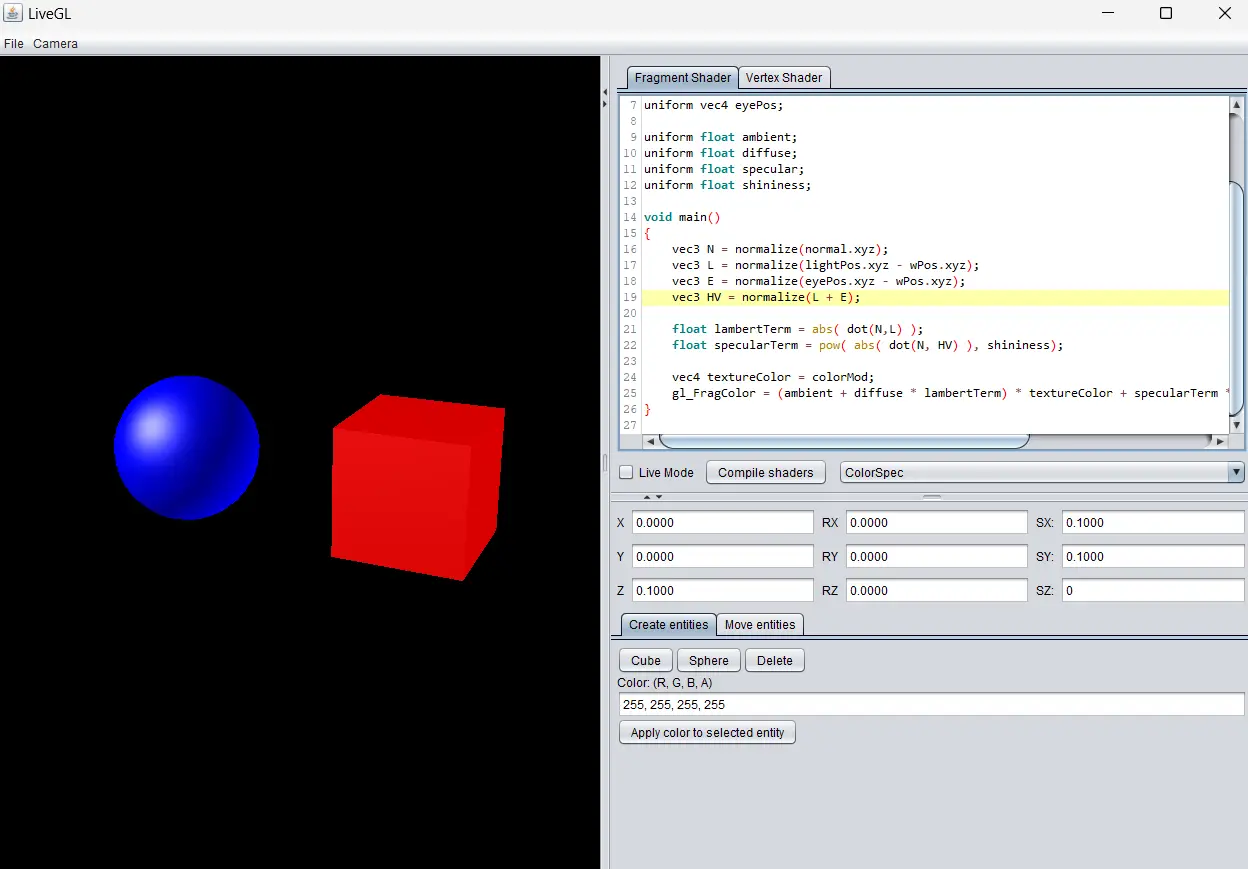 LiveGL
File Camera
Fragment Shader Vertex Shader
7 uniform vec4 eyePos;
8
9 uniform float ambient;
10 uniform float diffuse;
11 uniform float specular;
12 uniform float shininess;
13
14 void main()
15 {
16 vec3 N = normalize(normal.xyz);
17 vec3 L = normalize(lightPos.xyz - wPos.xyz);
18 vec3 E = normalize(eyePos.xyz - wPos.xyz);
19 vec3 HV = normalize(L + E);
20
21 float lambertTerm = abs( dot(N,L) );
22 float specularTerm = pow( abs( dot(N, HV) ), shininess);
23
24 vec4 textureColor = colorMod;
25 gl_FragColor = (ambient + diffuse * lambertTerm) * textureColor + specularTerm *
26 }
27
Live Mode Compile shaders ColorSpec
X 0.0000 RX 0.0000 SX: 0.1000
Y 0.0000 RY 0.0000 SY: 0.1000
Z 0.1000 RZ 0.0000 SZ: 0
Create entities Move entities
Cube Sphere Delete
Color: (R, G, B, A)
255, 255, 255, 255
Apply color to selected entity